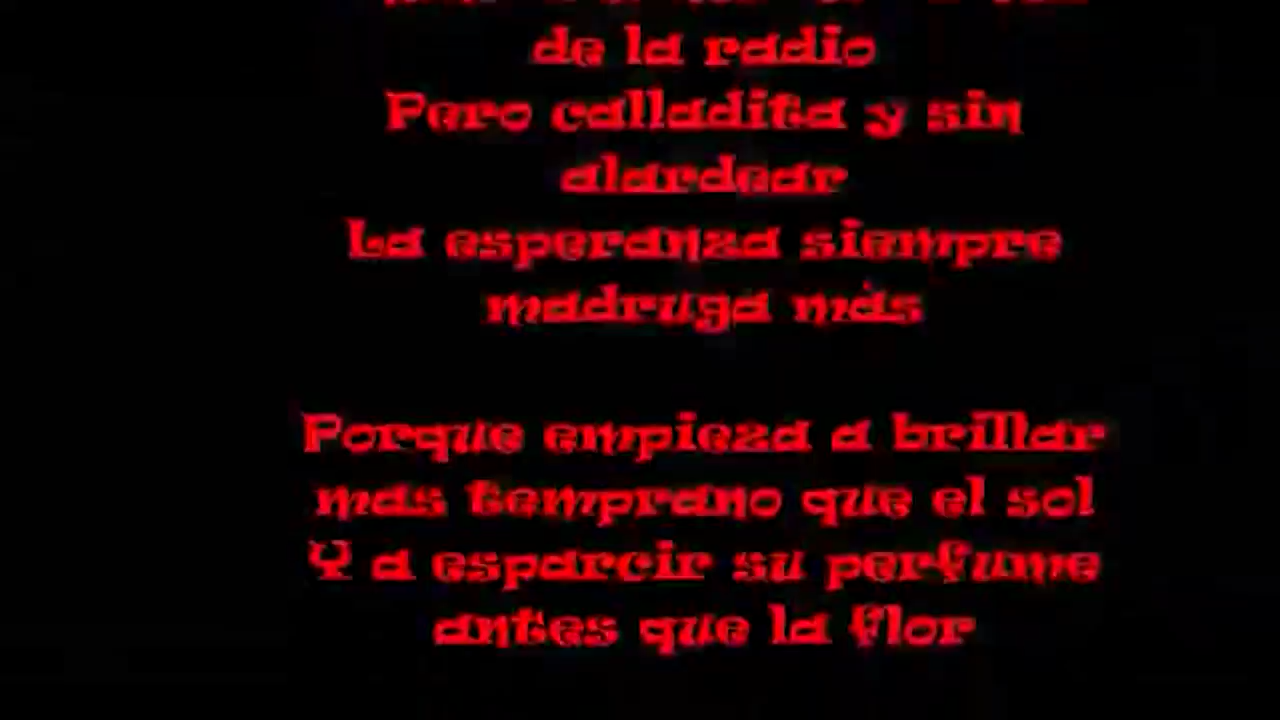 de la radio
Pero calladita y sin
alardear
La esperanza siempre
madruga más
Porque empieza a brillar
mas temprano que el sol
Y a esparcir su perfume
antes que la flor